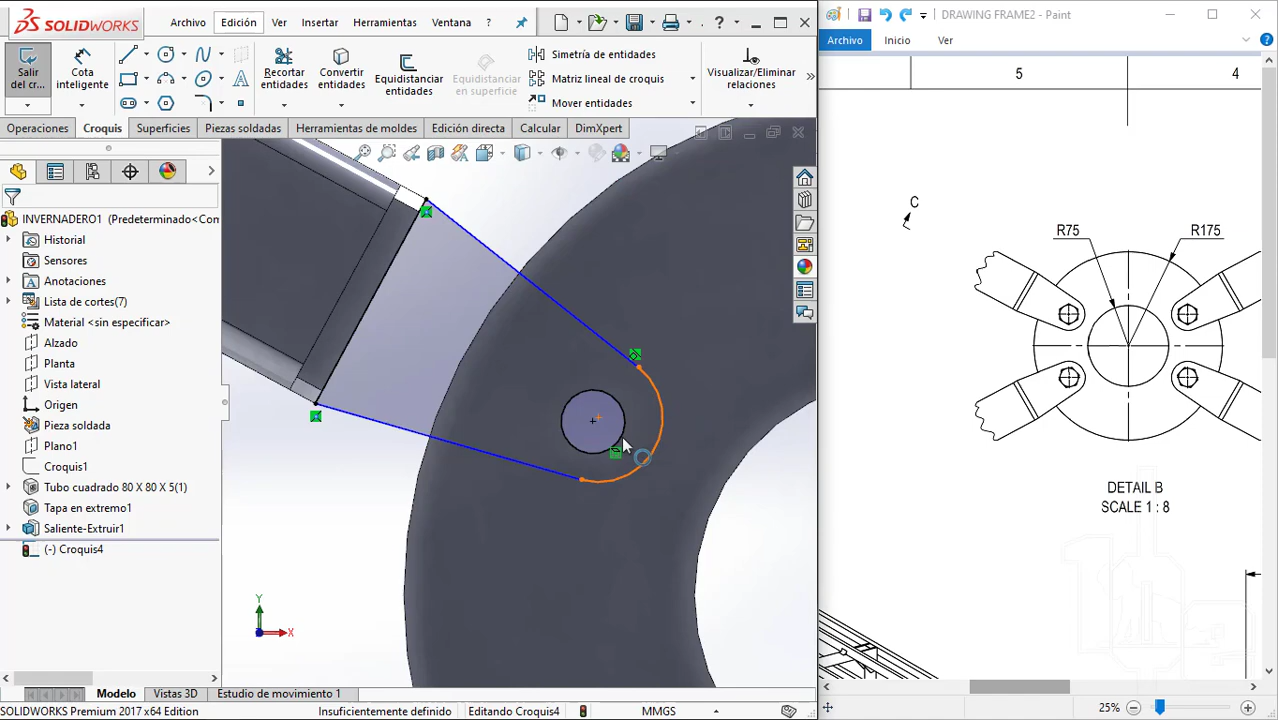 SOLIDWORKS
Archivo Edición Ver Insertar Herramientas Ventana ?
DRAWING FRAME2 - Paint
Archivo Inicio Ver
Salir del cr...
Cota inteligente
Recortar entidades
Convertir entidades
Equidistanciar entidades
Equidistanciar en superficie
Simetría de entidades
Matriz lineal de croquis
Mover entidades
Visualizar/Eliminar relaciones
Operaciones Croquis Superficies Piezas soldadas Herramientas de moldes Edición directa Calcular DimXpert
INVERNADERO1 (Predeterminado<Con
Historial
Sensores
Anotaciones
Lista de cortes(7)
Material <sin especificar>
Alzado
Planta
Vista lateral
Origen
Pieza soldada
Plano1
Croquis1
Tubo cuadrado 80 X 80 X 5(1)
Tapa en extremo1
Saliente-Extruir1
(-) Croquis4
Y
X
5 4
C
R75 R175
DETAIL B
SCALE 1 : 8
Modelo Vistas 3D Estudio de movimiento 1
SOLIDWORKS Premium 2017 x64 Edition Insuficientemente definido Editando Croquis4 MMGS
25%